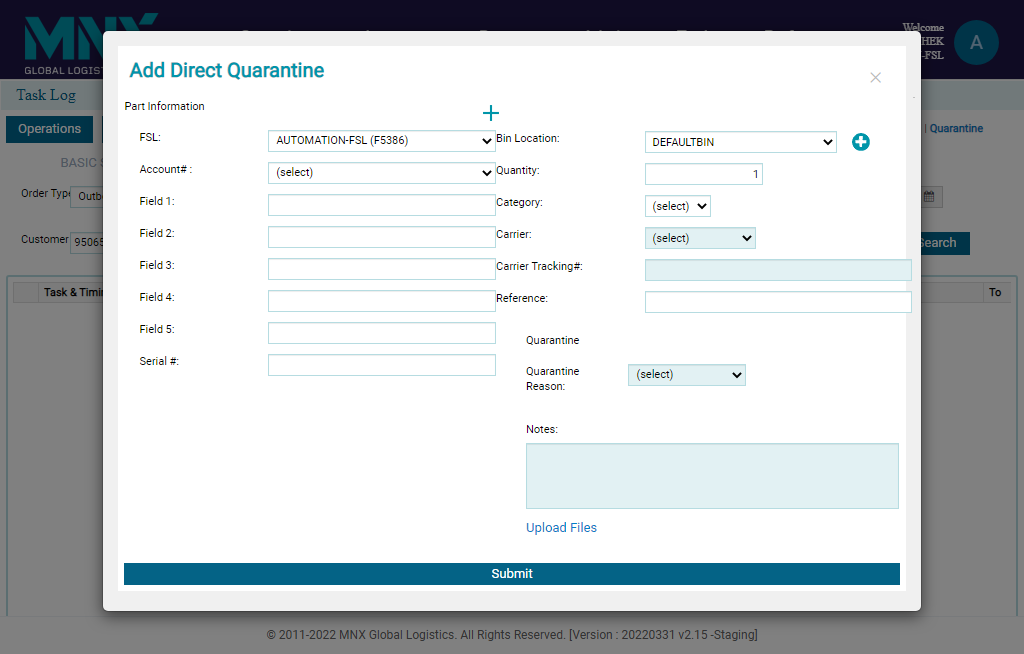 MNX
GLOBAL LOGIST
Welcome
HEK
-FSL
A
Task Log
Operations
| Quarantine
BASIC S
Order Type
Outb
Customer
95065
Search
Task & Timin
To
Add Direct Quarantine
×
Part Information
+
FSL:
AUTOMATION-FSL (F5386)
Bin Location:
DEFAULTBIN
Account# :
(select)
Quantity:
1
Field 1:
Category:
(select)
Field 2:
Carrier:
(select)
Field 3:
Carrier Tracking#:
Field 4:
Reference:
Field 5:
Quarantine
Serial #:
Quarantine
Reason:
(select)
Notes:
Upload Files
Submit
© 2011-2022 MNX Global Logistics. All Rights Reserved. [Version : 20220331 v2.15 -Staging]